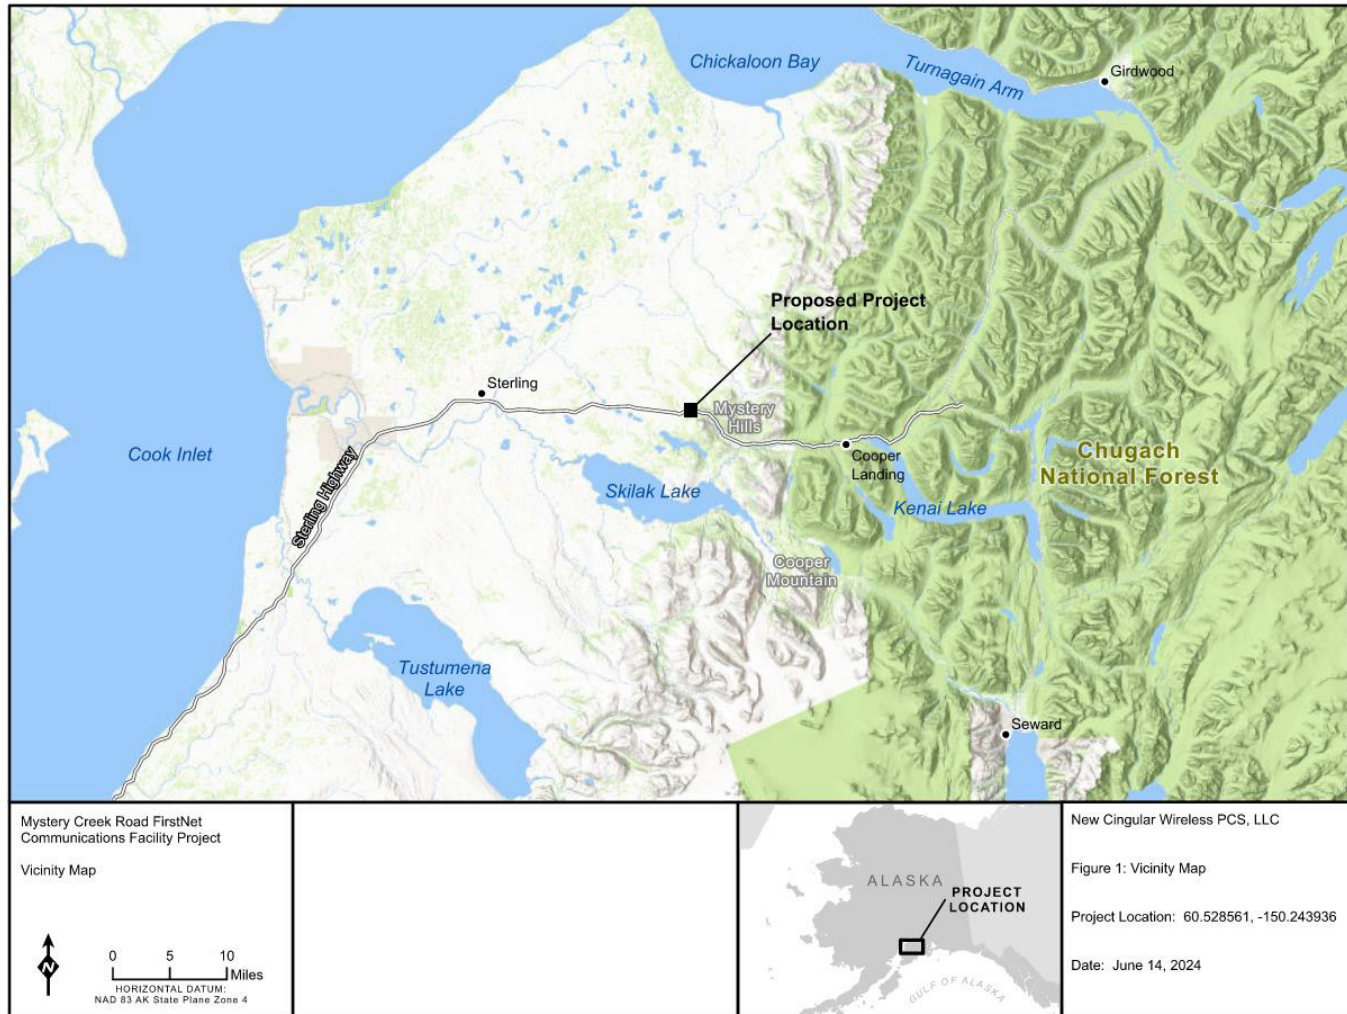 Chickaloon Bay
Turnagain Arm
Girdwood
Proposed Project
Location
Sterling
Mystery
Hills
Cook Inlet
Sterling Highway
Cooper
Landing
Chugach
National Forest
Skilak Lake
Kenai Lake
Cooper
Mountain
Tustumena
Lake
Seward
Mystery Creek Road FirstNet
Communications Facility Project
Vicinity Map
N
0 5 10
Miles
HORIZONTAL DATUM:
NAD 83 AK State Plane Zone 4
ALASKA
PROJECT
LOCATION
GULF OF ALASKA
New Cingular Wireless PCS, LLC
Figure 1: Vicinity Map
Project Location: 60.528561, -150.243936
Date: June 14, 2024